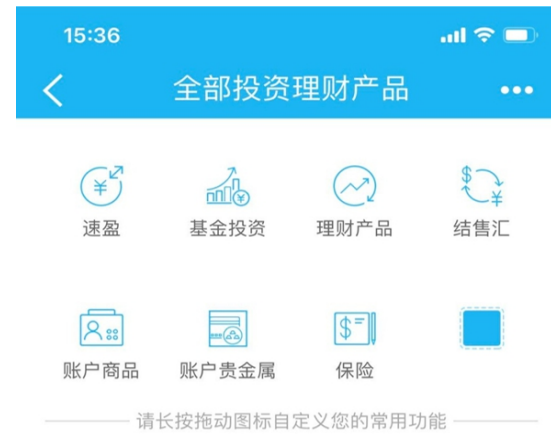 15:36
全部投资理财产品
速盈 基金投资 理财产品 结售汇
账户商品 账户贵金属 保险
请长按拖动图标自定义您的常用功能